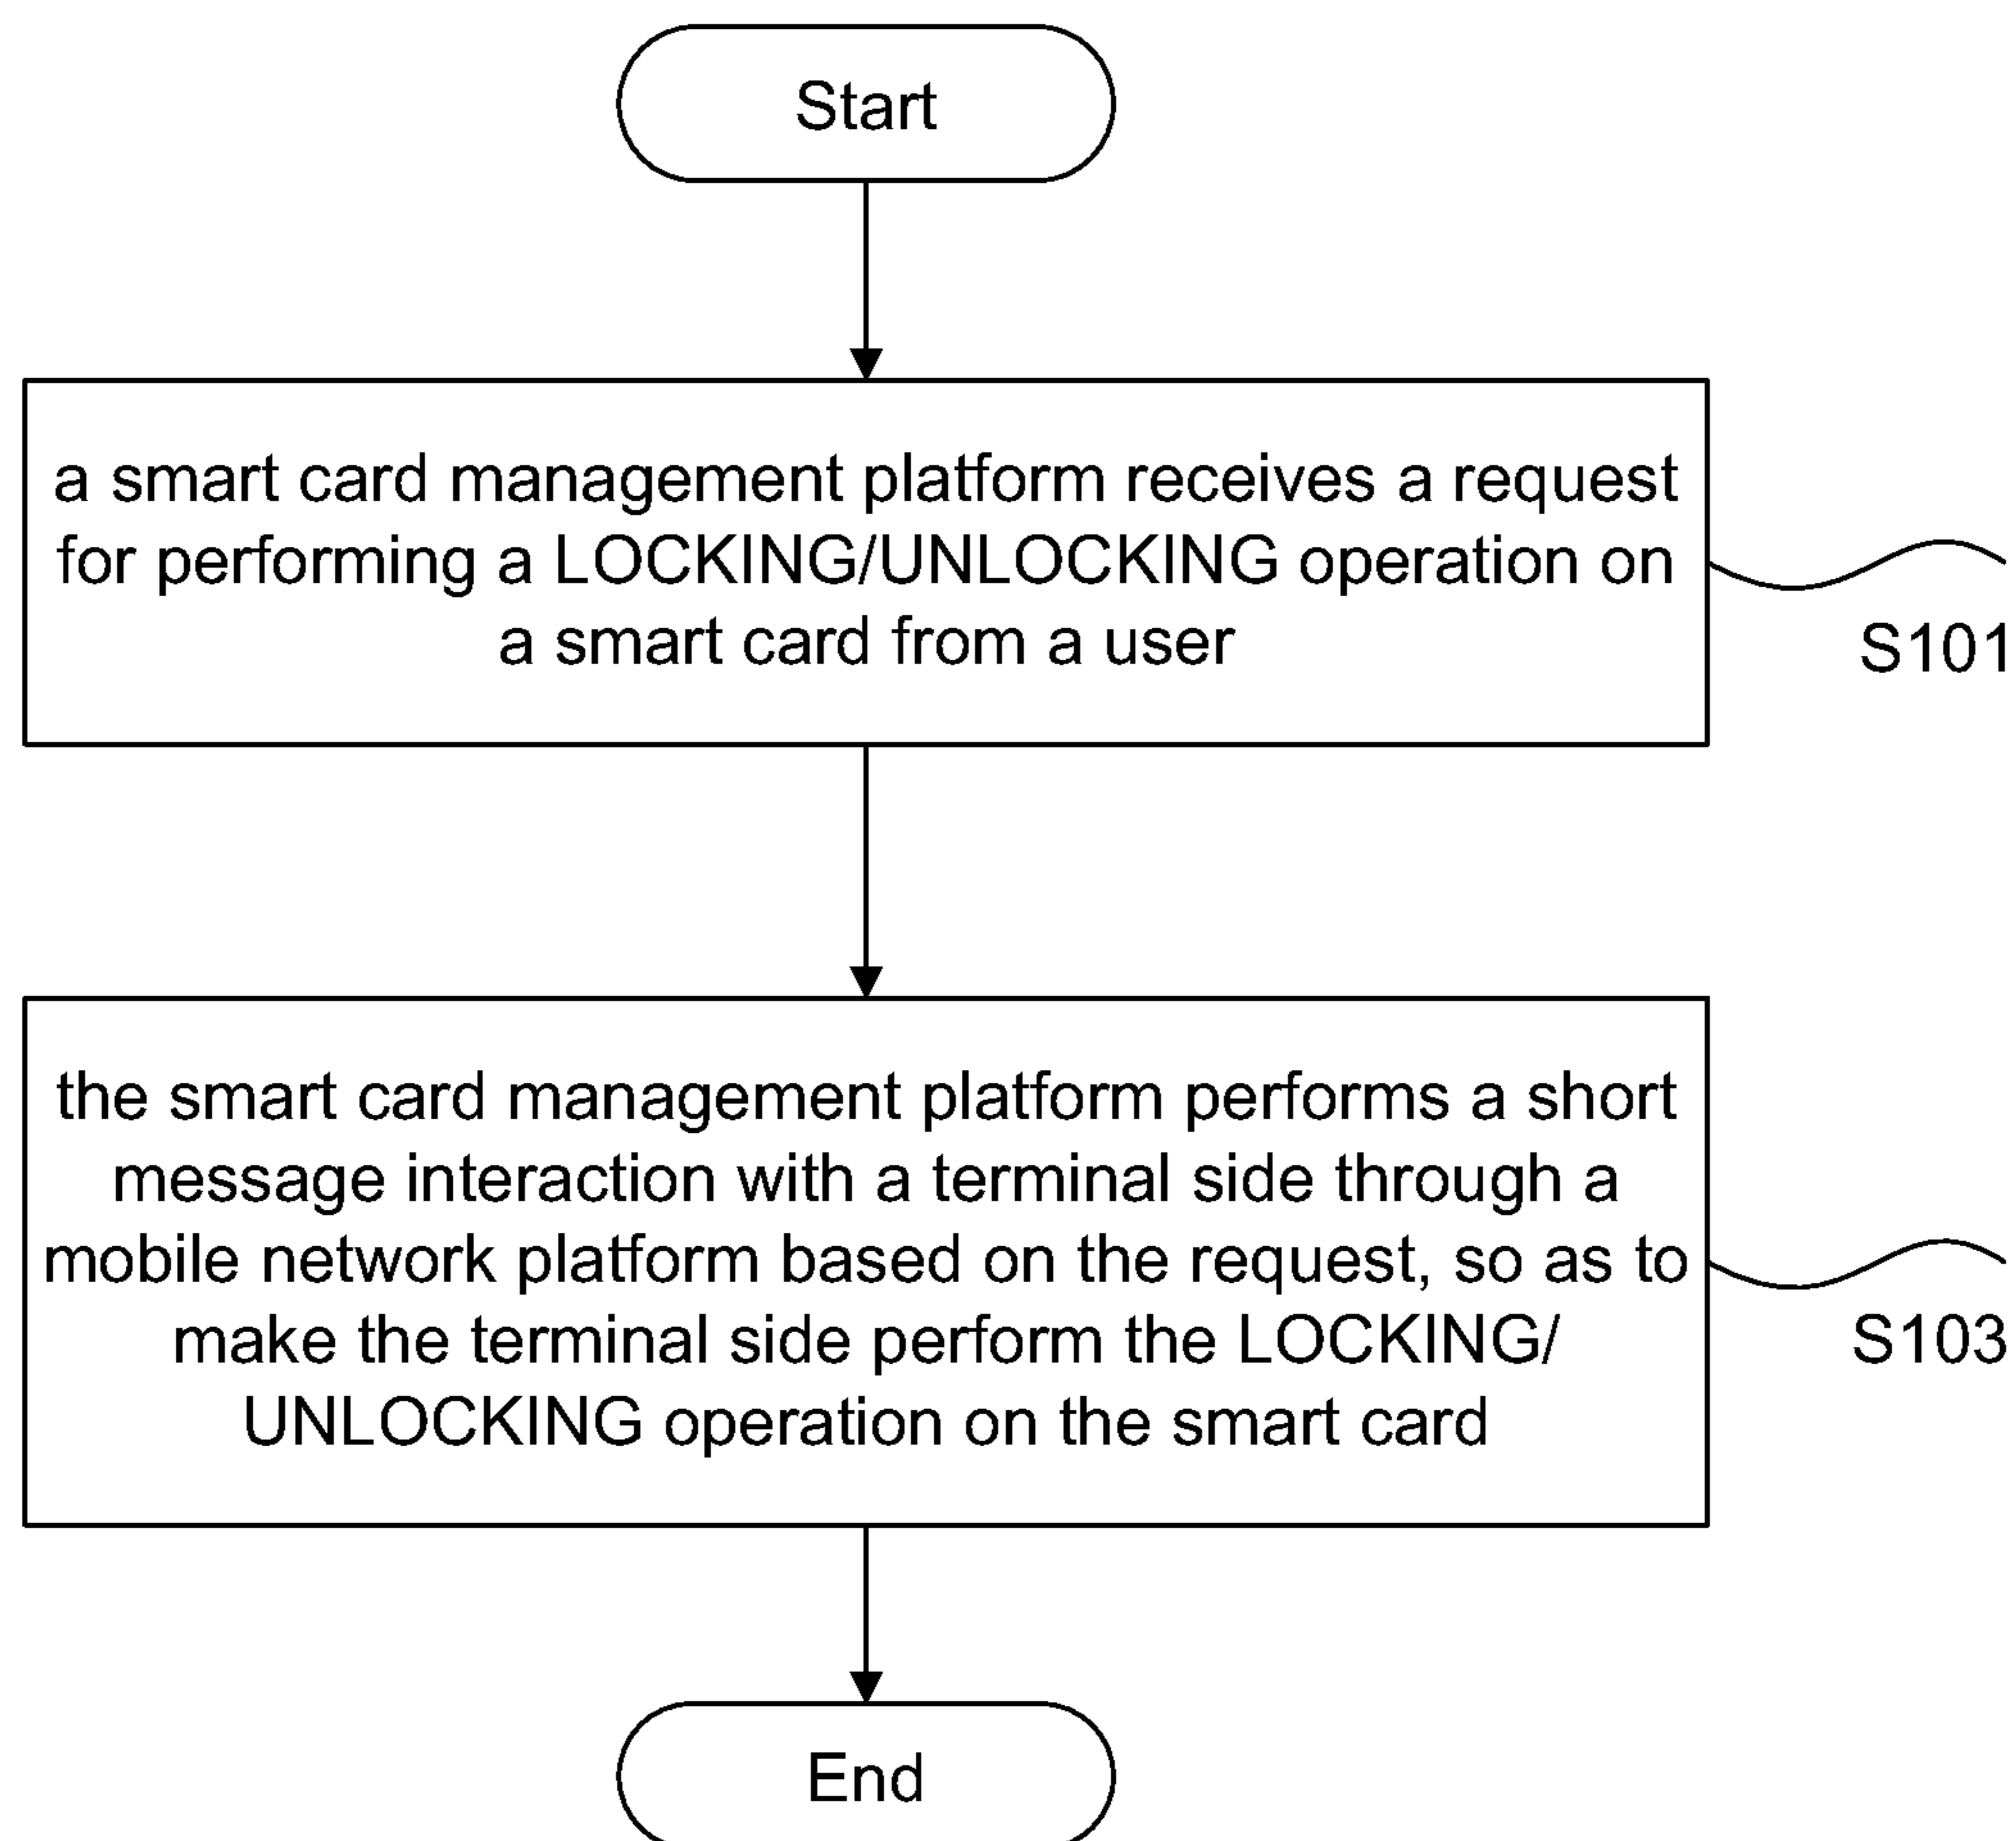 Start
a smart card management platform receives a request
for performing a LOCKING/UNLOCKING operation on
a smart card from a user
S101
the smart card management platform performs a short
message interaction with a terminal side through a
mobile network platform based on the request, so as to
make the terminal side perform the LOCKING/
UNLOCKING operation on the smart card
S103
End